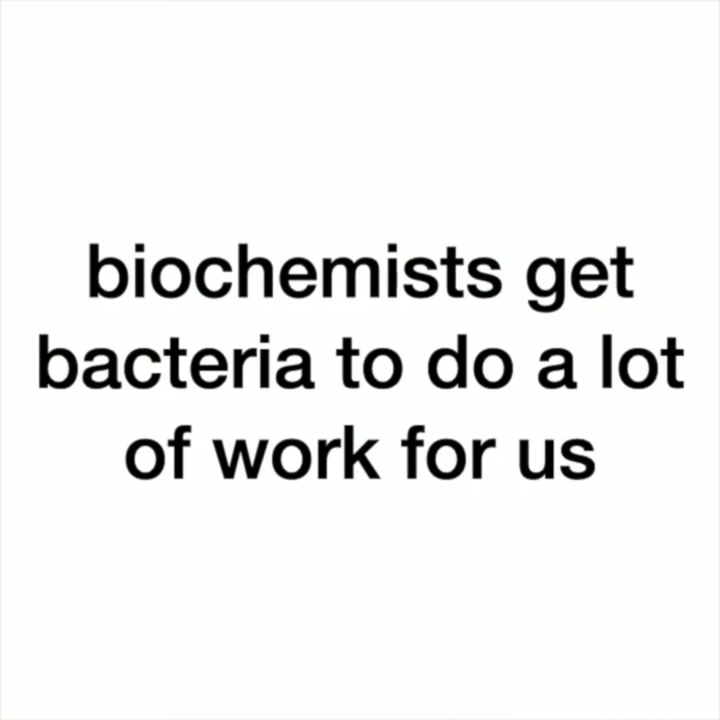 biochemists get
bacteria to do a lot
of work for us